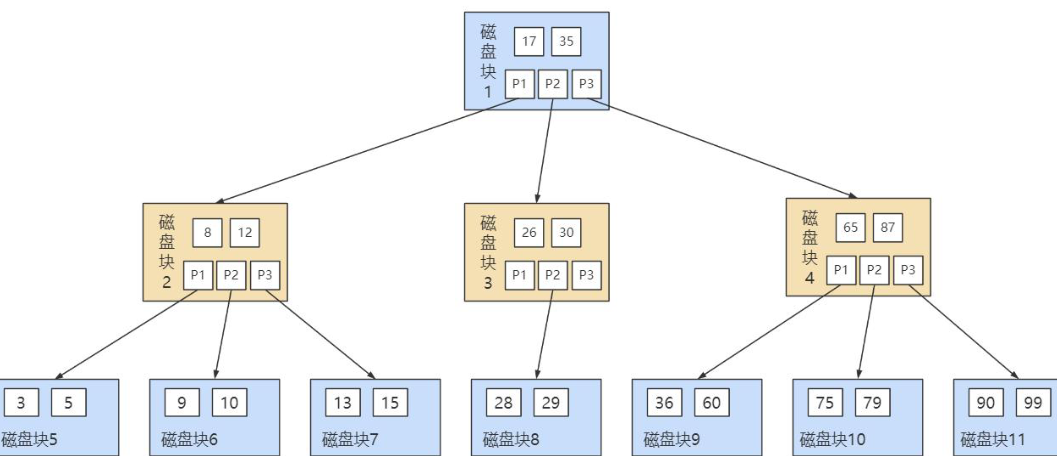 磁盘块1
17 35
P1 P2 P3
磁盘块2
8 12
P1 P2 P3
磁盘块3
26 30
P1 P2 P3
磁盘块4
65 87
P1 P2 P3
3 5
磁盘块5
9 10
磁盘块6
13 15
磁盘块7
28 29
磁盘块8
36 60
磁盘块9
75 79
磁盘块10
90 99
磁盘块11